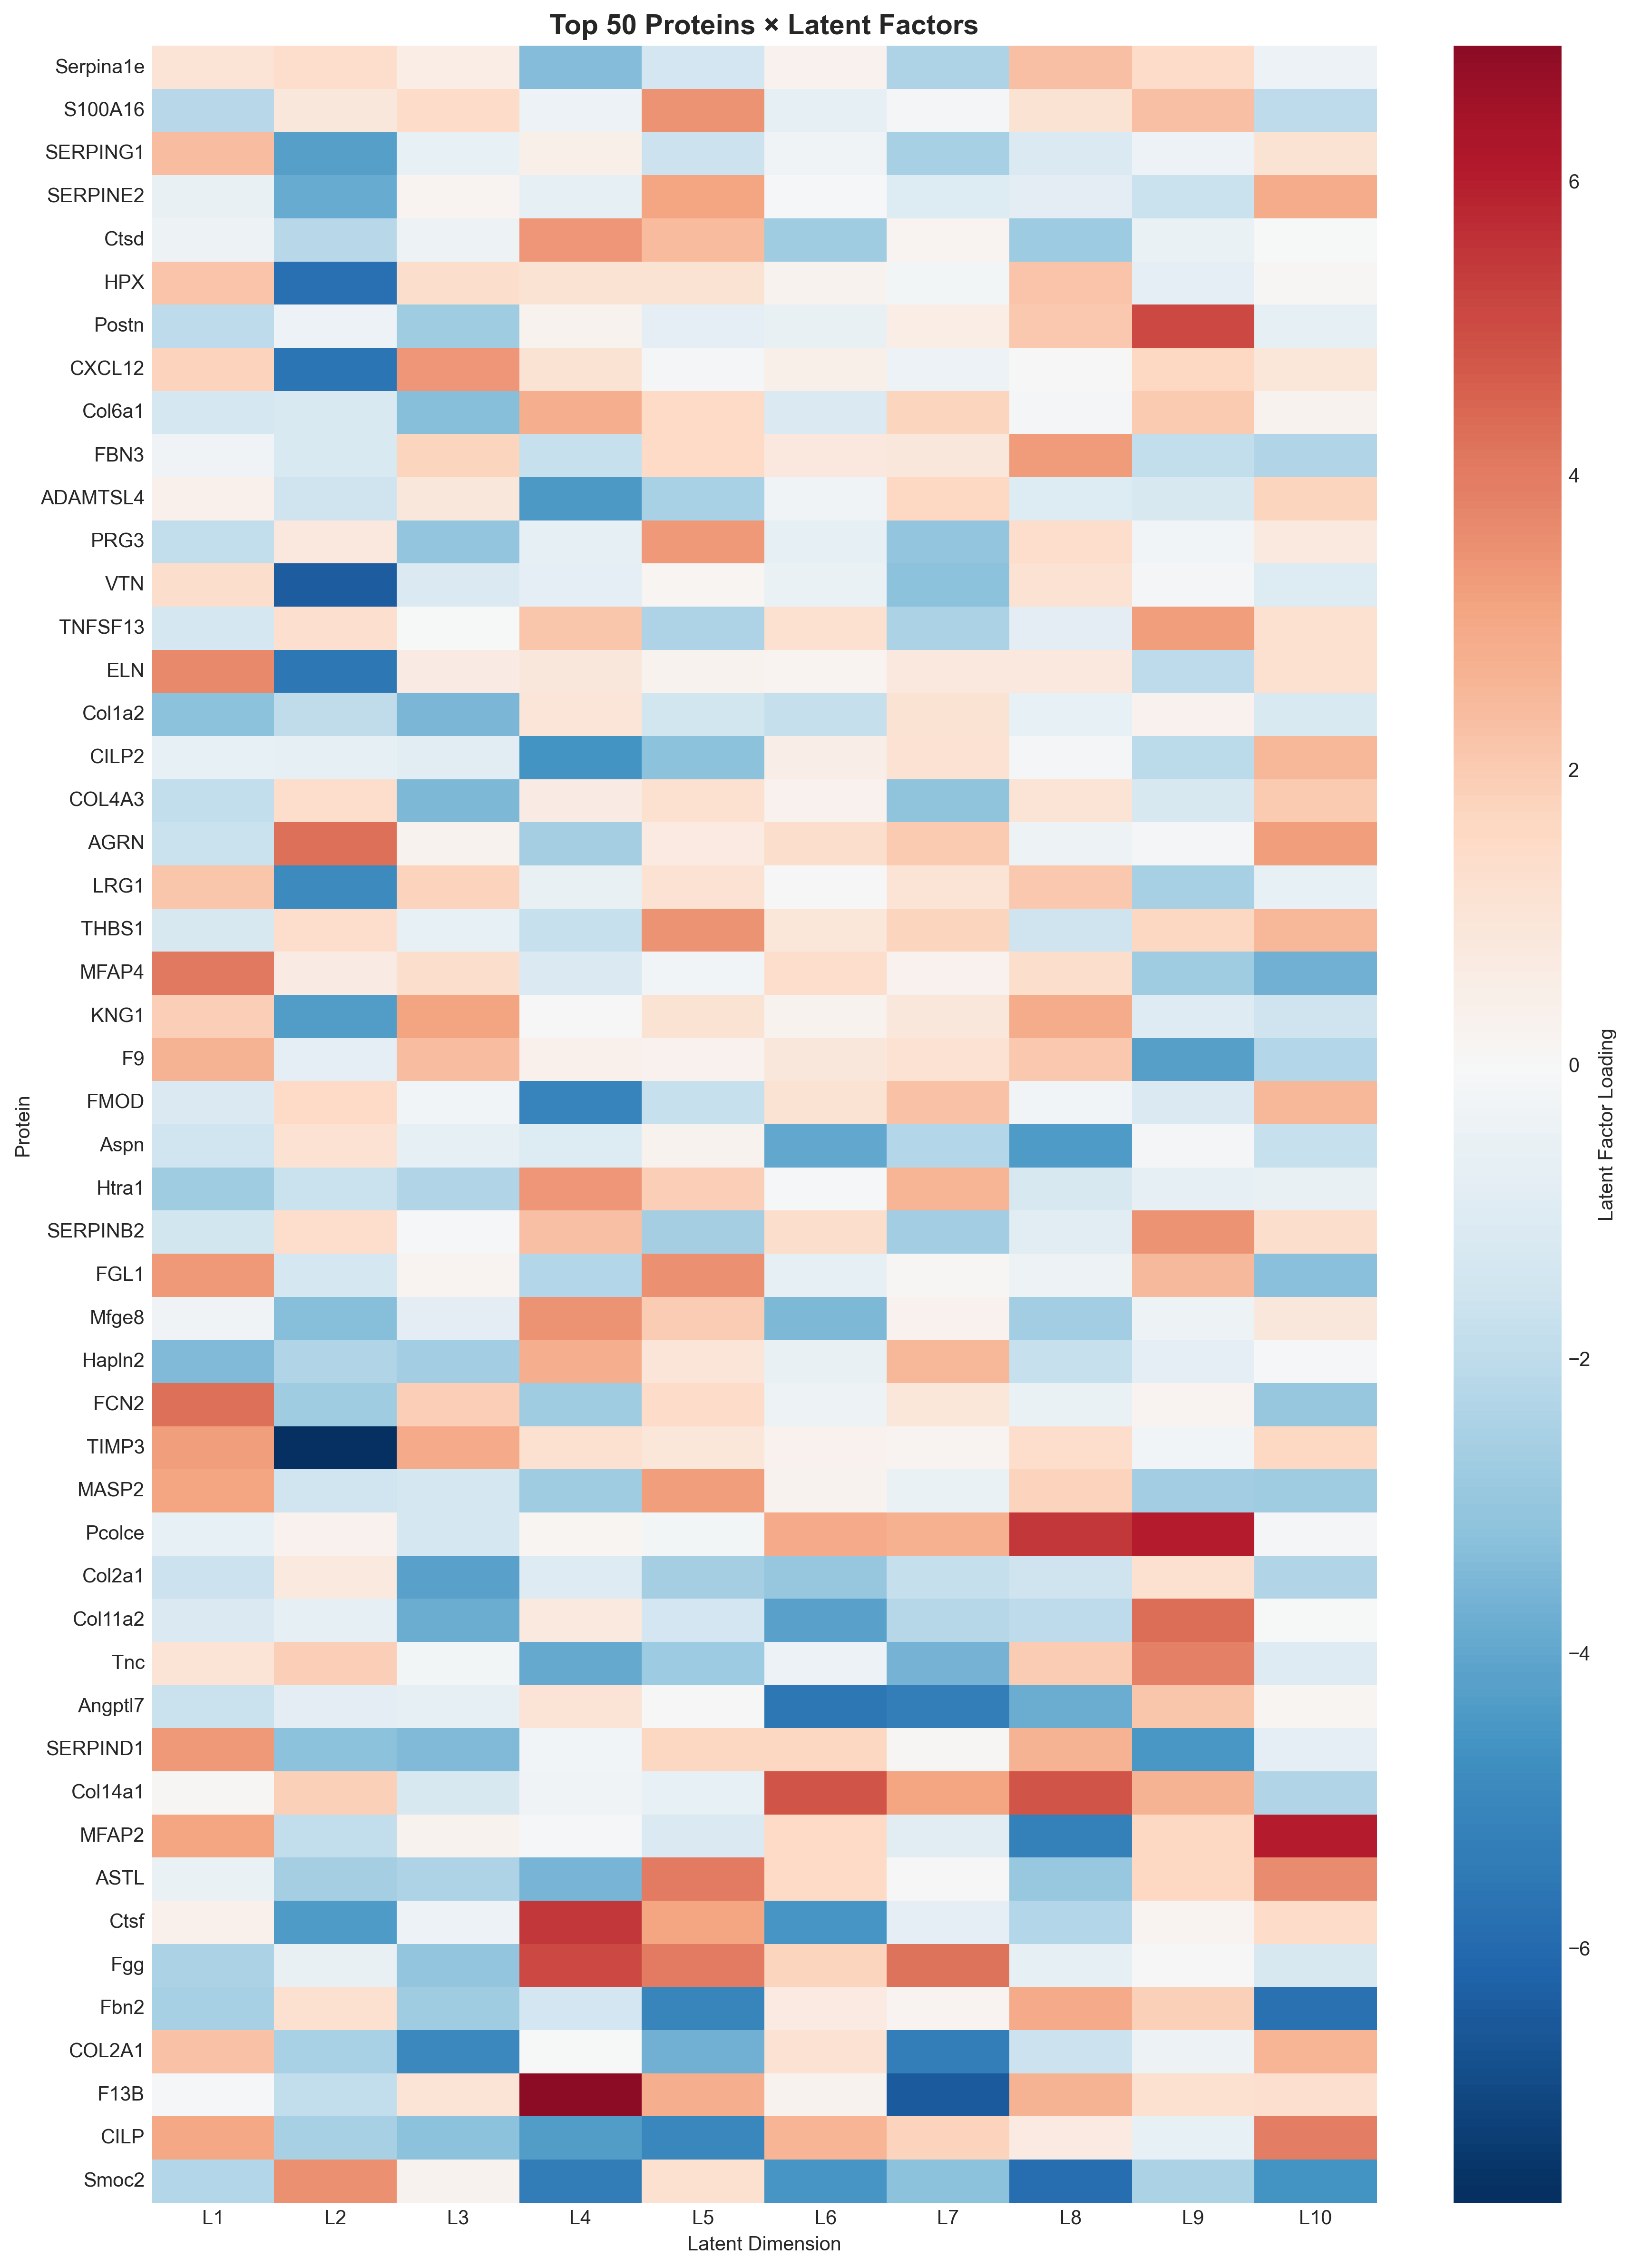 Top 50 Proteins × Latent Factors
Protein
Serpina1e
S100A16
SERPING1
SERPINE2
Ctsd
HPX
Postn
CXCL12
Col6a1
FBN3
ADAMTSL4
PRG3
VTN
TNFSF13
ELN
Col1a2
CILP2
COL4A3
AGRN
LRG1
THBS1
MFAP4
KNG1
F9
FMOD
Aspn
Htra1
SERPINB2
FGL1
Mfge8
Hapln2
FCN2
TIMP3
MASP2
Pcolce
Col2a1
Col11a2
Tnc
Angptl7
SERPIND1
Col14a1
MFAP2
ASTL
Ctsf
Fgg
Fbn2
COL2A1
F13B
CILP
Smoc2
L1 L2 L3 L4 L5 L6 L7 L8 L9 L10
Latent Dimension
6
4
2
0
−2
−4
−6
Latent Factor Loading